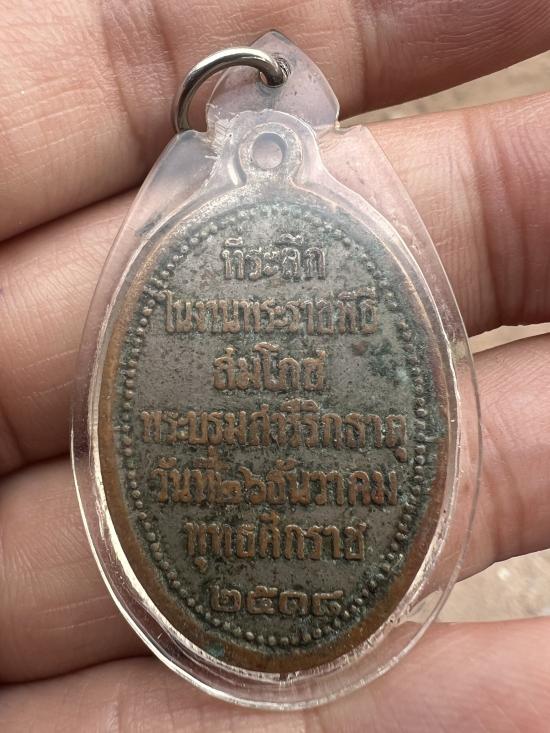 ที่ระลึก
ในงานพระราชพิธี
สมโภช
พระบรมสารีริกธาตุ
วันที่ ๒๖ ธันวาคม
พุทธศักราช
๒๕๑๘